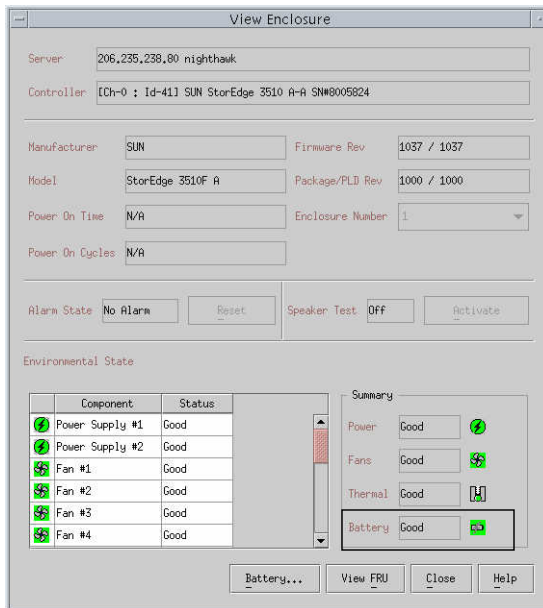 View Enclosure
Server 206.235.238.80 nighthawk
Controller [Ch-0 : Id-41] SUN StorEdge 3510 A-A SN#8005824
Manufacturer SUN Firmware Rev 1037 / 1037
Model StorEdge 3510F A Package/PLD Rev 1000 / 1000
Power On Time N/A Enclosure Number 1
Power On Cycles N/A
Alarm State No Alarm Reset Speaker Test Off Activate
Environmental State
Component Status
Power Supply #1 Good
Power Supply #2 Good
Fan #1 Good
Fan #2 Good
Fan #3 Good
Fan #4 Good
Summary
Power Good
Fans Good
Thermal Good
Battery Good
Battery... View FRU Close Help